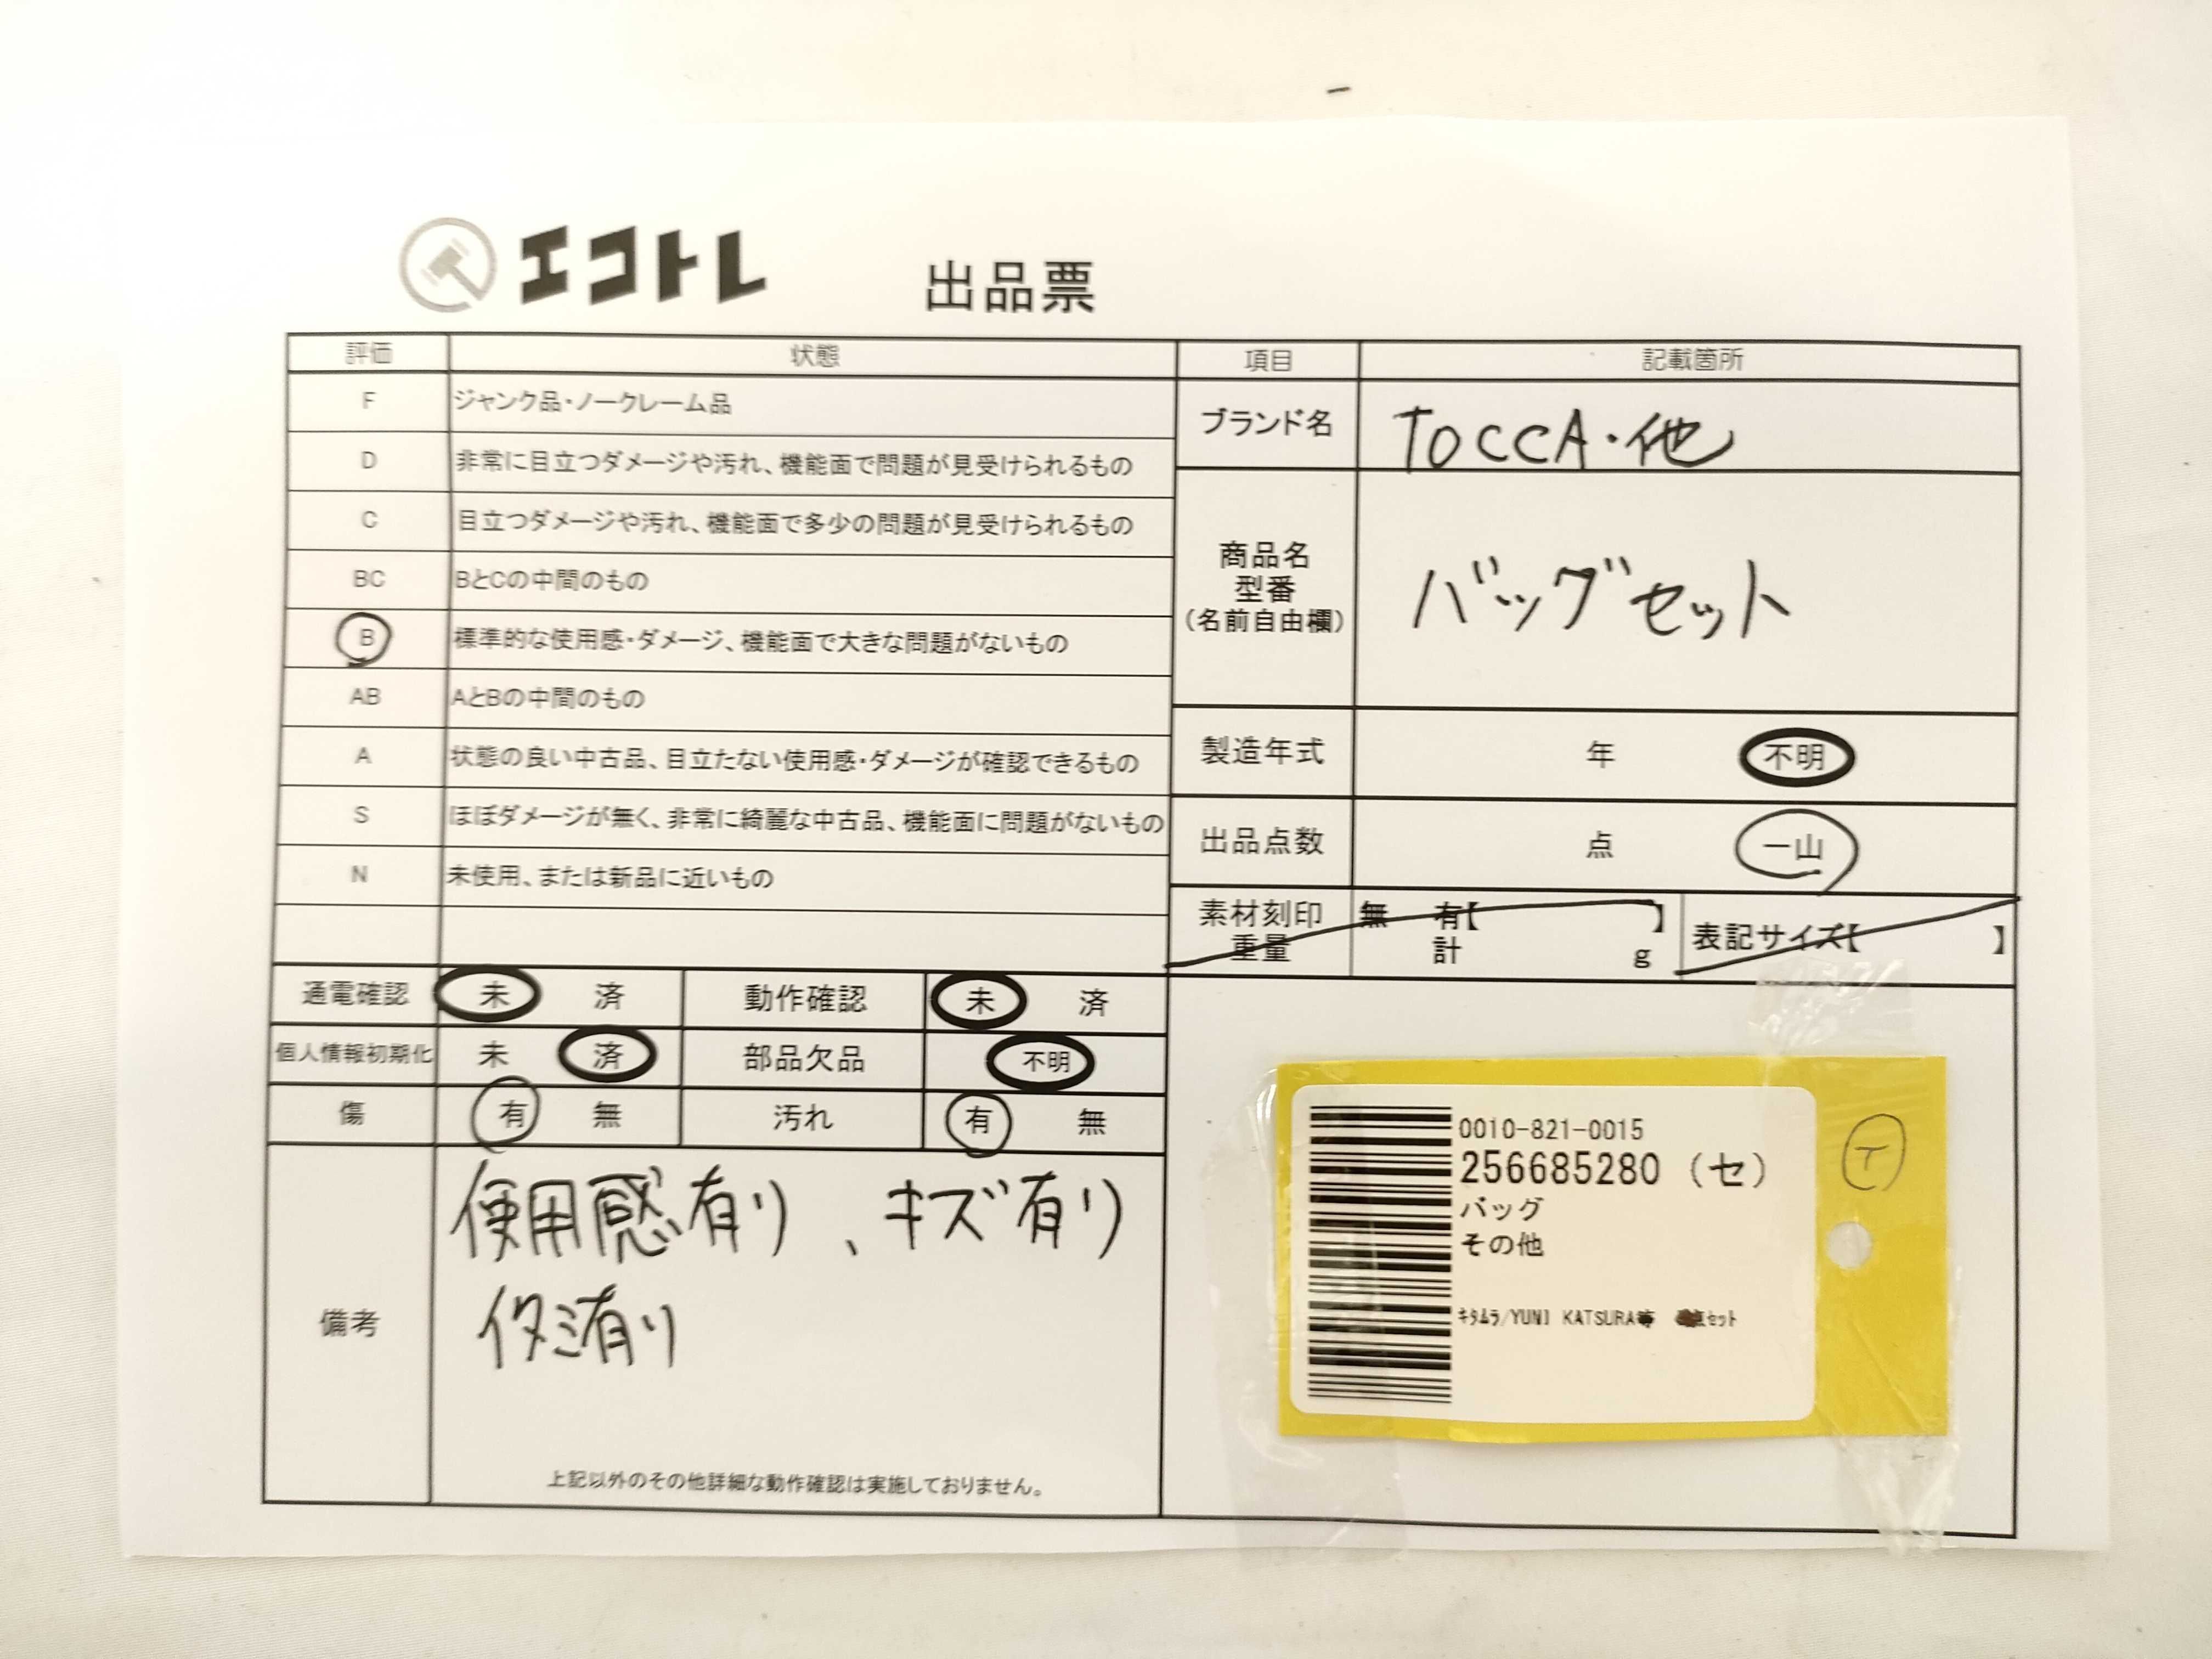 エコトレ 出品票
評価 状態
F ジャンク品・ノークレーム品
D 非常に目立つダメージや汚れ、機能面で問題が見受けられるもの
C 目立つダメージや汚れ、機能面で多少の問題が見受けられるもの
BC BとCの中間のもの
B 標準的な使用感・ダメージ、機能面で大きな問題がないもの
AB AとBの中間のもの
A 状態の良い中古品、目立たない使用感・ダメージが確認できるもの
S ほぼダメージが無く、非常に綺麗な中古品、機能面に問題がないもの
N 未使用、または新品に近いもの
項目 記載箇所
ブランド名 TOCCA・他
商品名
型番
(名前自由欄)
バッグセット
製造年式 年 不明
出品点数 点 一山
素材刻印 無 有【 】
重量 計 g
表記サイズ【 】
通電確認 未 済 動作確認 未 済
個人情報初期化 未 済 部品欠品 不明
傷 有 無 汚れ 有 無
備考
使用感有り、キズ有り
イタミ有り
上記以外のその他詳細な動作確認は実施しておりません。
0010-821-0015
256685280 (セ)
バッグ
その他
キタムラ/YUNI KATSURA等 点セット